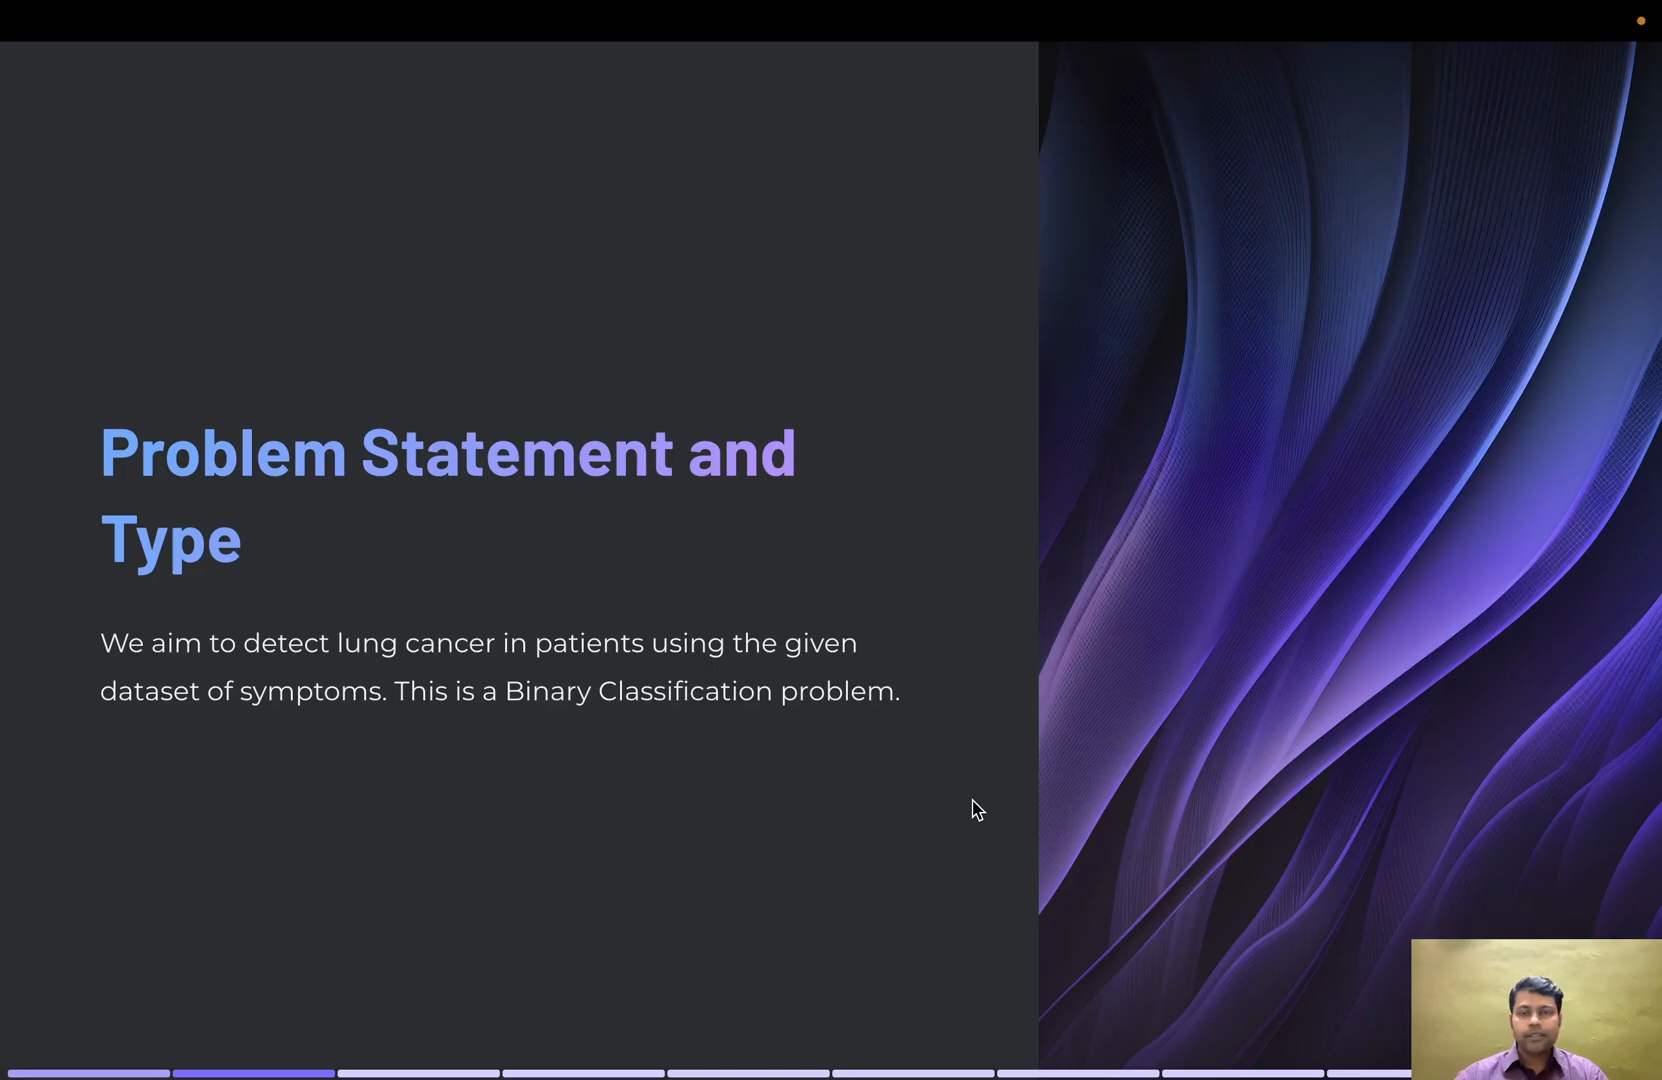 Problem Statement and
Type
We aim to detect lung cancer in patients using the given
dataset of symptoms. This is a Binary Classification problem.